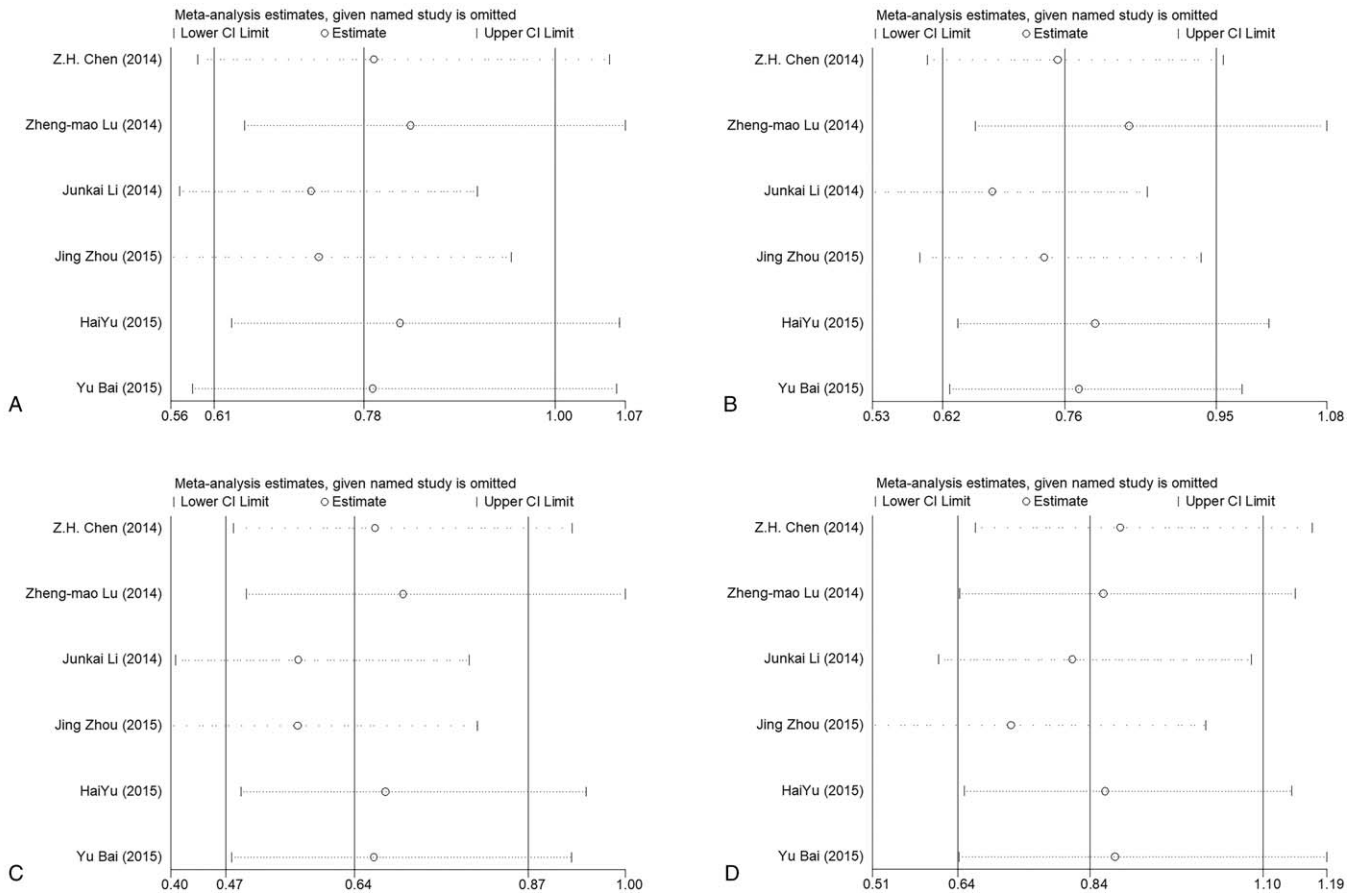 Meta-analysis estimates, given named study is omitted
| Lower CI Limit ○ Estimate | Upper CI Limit
Z.H. Chen (2014)
Zheng-mao Lu (2014)
Junkai Li (2014)
Jing Zhou (2015)
HaiYu (2015)
Yu Bai (2015)
A
0.56 0.61 0.78 1.00 1.07
Meta-analysis estimates, given named study is omitted
| Lower CI Limit ○ Estimate | Upper CI Limit
Z.H. Chen (2014)
Zheng-mao Lu (2014)
Junkai Li (2014)
Jing Zhou (2015)
HaiYu (2015)
Yu Bai (2015)
B
0.53 0.62 0.76 0.95 1.08
Meta-analysis estimates, given named study is omitted
| Lower CI Limit ○ Estimate | Upper CI Limit
Z.H. Chen (2014)
Zheng-mao Lu (2014)
Junkai Li (2014)
Jing Zhou (2015)
HaiYu (2015)
Yu Bai (2015)
C
0.40 0.47 0.64 0.87 1.00
Meta-analysis estimates, given named study is omitted
| Lower CI Limit ○ Estimate | Upper CI Limit
Z.H. Chen (2014)
Zheng-mao Lu (2014)
Junkai Li (2014)
Jing Zhou (2015)
HaiYu (2015)
Yu Bai (2015)
D
0.51 0.64 0.84 1.10 1.19